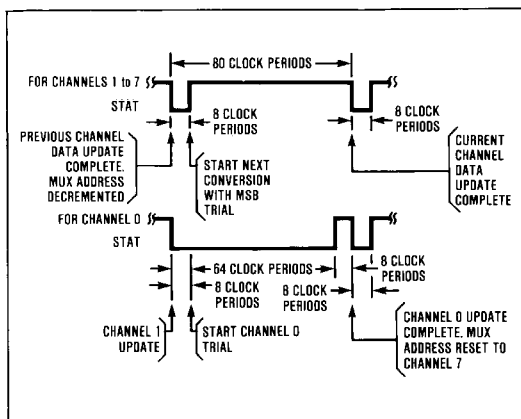 80 CLOCK PERIODS
FOR CHANNELS 1 to 7
STAT
8 CLOCK
PERIODS
8 CLOCK
PERIODS
PREVIOUS CHANNEL
DATA UPDATE
COMPLETE.
MUX ADDRESS
DECREMENTED
START NEXT
CONVERSION
WITH MSB
TRIAL
CURRENT
CHANNEL
DATA
UPDATE
COMPLETE
FOR CHANNEL 0
STAT
64 CLOCK PERIODS
8 CLOCK
PERIODS
8 CLOCK
PERIODS
8 CLOCK
PERIODS
CHANNEL 1
UPDATE
START CHANNEL 0
TRIAL
CHANNEL 0 UPDATE
COMPLETE. MUX
ADDRESS RESET TO
CHANNEL 7